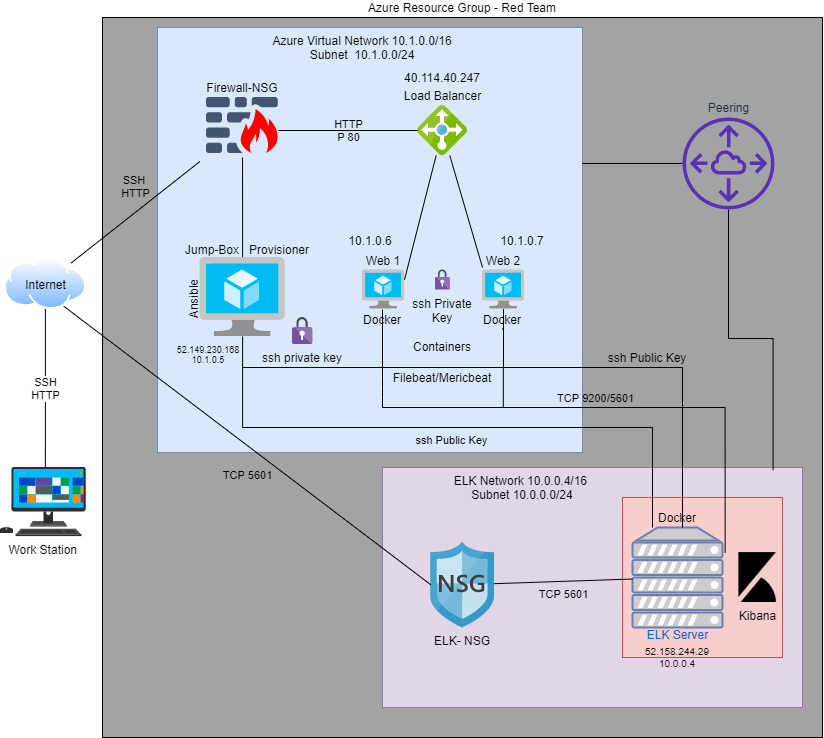 Azure Resource Group - Red Team
Azure Virtual Network 10.1.0.0/16
Subnet 10.1.0.0/24
40.114.40.247
Load Balancer
Firewall-NSG
HTTP
P 80
Peering
SSH
HTTP
Internet
Jump-Box
Provisioner
Ansible
10.1.0.6
Web 1
Docker
10.1.0.7
Web 2
Docker
ssh Private
Key
Containers
52.149.230.168
10.1.0.5
ssh private key
ssh Public Key
Filebeat/Mericbeat
TCP 9200/5601
ssh Public Key
SSH
HTTP
Work Station
TCP 5601
ELK Network 10.0.0.4/16
Subnet 10.0.0.0/24
Docker
NSG
ELK- NSG
TCP 5601
ELK Server
52.158.244.29
10.0.0.4
Kibana